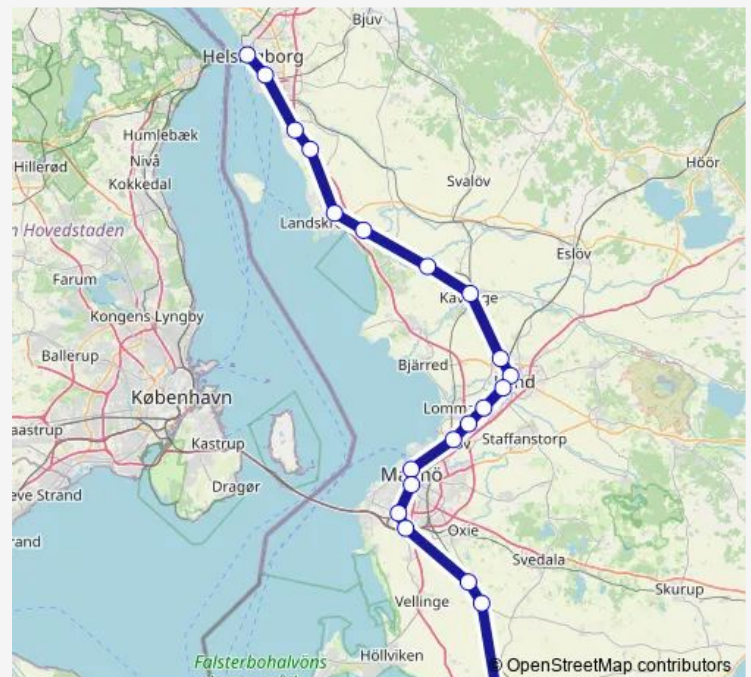 Bjuv
Humlebæk
Nivå
Kokkedal
Hillerød
Höör
Svalöv
Hovedstaden
Eslöv
Farum
Kongens Lyngby
Ballerup
Bjärred
København
Kastrup
Staffanstorp
Dragør
Oxie
Svedala
Skurup
Vellinge
Höllviken
Falsterbohalvöns
© OpenStreetMap contributors